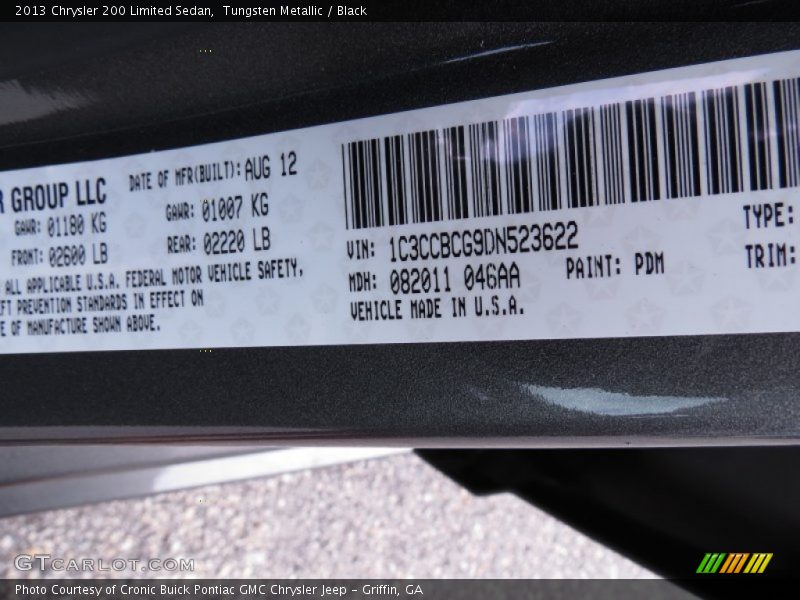 2013 Chrysler 200 Limited Sedan, Tungsten Metallic / Black
R GROUP LLC DATE OF MFR(BUILT): AUG 12
GAWR: 01180 KG GAWR: 01007 KG
FRONT: 02600 LB REAR: 02220 LB
ALL APPLICABLE U.S.A. FEDERAL MOTOR VEHICLE SAFETY,
FT PREVENTION STANDARDS IN EFFECT ON
E OF MANUFACTURE SHOWN ABOVE.
VIN: 1C3CCBCG9DN523622 TYPE:
MDH: 082011 046AA PAINT: PDM TRIM:
VEHICLE MADE IN U.S.A.
GTCARLOT.COM
Photo Courtesy of Cronic Buick Pontiac GMC Chrysler Jeep - Griffin, GA